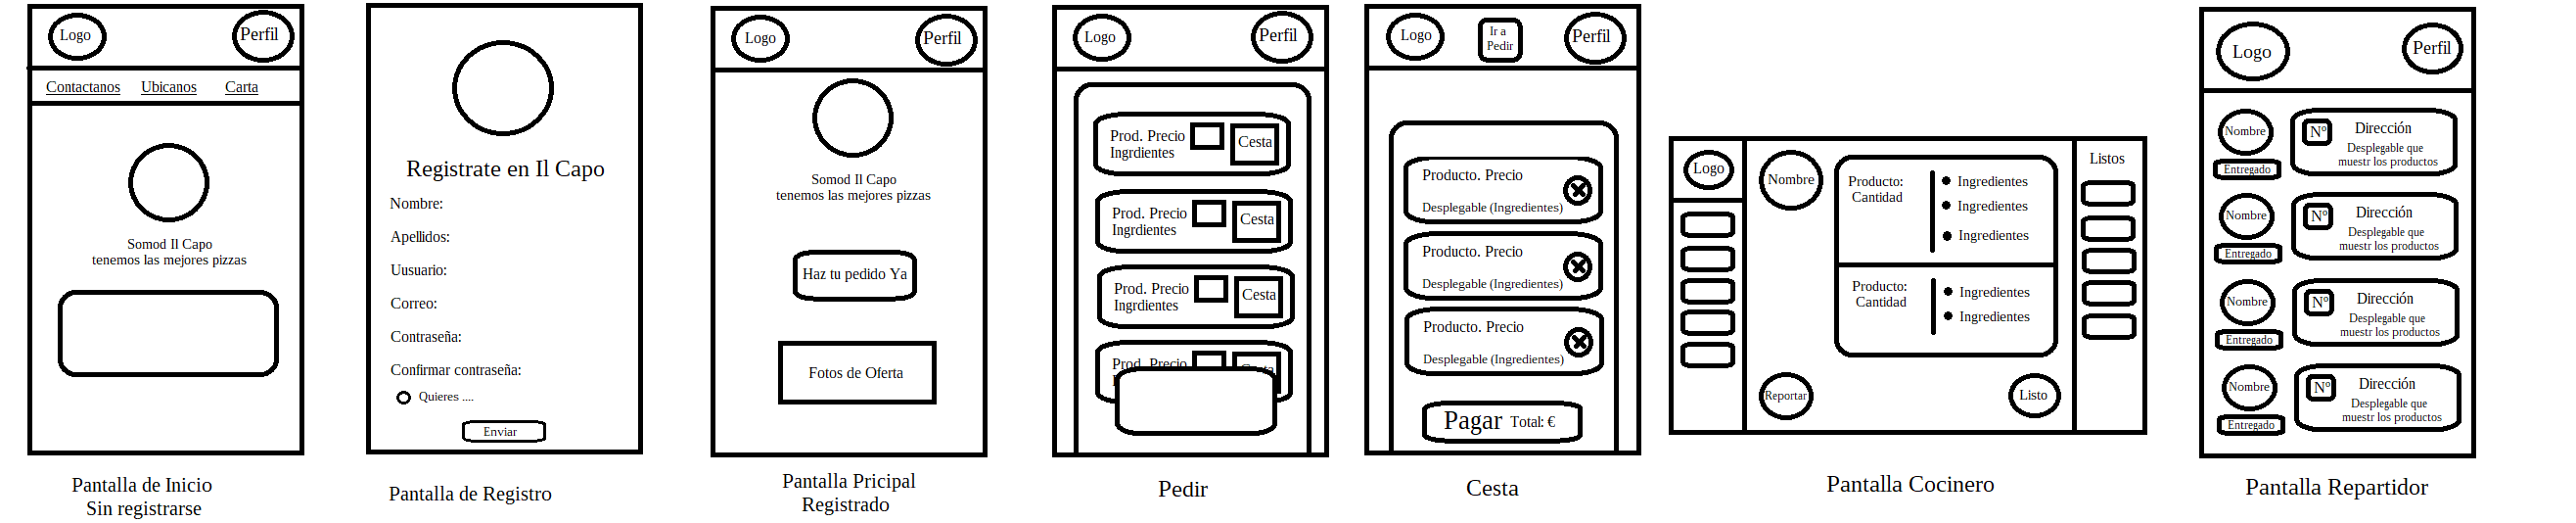 Logo
Perfil
Contactanos
Ubicanos
Carta
Somod Il Capo
tenemos las mejores pizzas
Pantalla de Inicio
Sin registrarse
Registrate en Il Capo
Nombre:
Apellidos:
Uusuario:
Correo:
Contraseña:
Confirmar contraseña:
Quieres ....
Enviar
Pantalla de Registro
Logo
Perfil
Somod Il Capo
tenemos las mejores pizzas
Haz tu pedido Ya
Fotos de Oferta
Pantalla Pricipal
Registrado
Logo
Perfil
Prod. Precio
Ingrdientes
Cesta
Prod. Precio
Ingrdientes
Cesta
Prod. Precio
Ingrdientes
Cesta
Prod. Precio
Pedir
Logo
Ir a
Pedir
Perfil
Producto. Precio
Desplegable (Ingredientes)
Producto. Precio
Desplegable (Ingredientes)
Producto. Precio
Desplegable (Ingredientes)
Pagar Total: €
Cesta
Logo
Nombre
Producto:
Cantidad
Ingredientes
Ingredientes
Ingredientes
Producto:
Cantidad
Ingredientes
Ingredientes
Reportar
Listo
Listos
Pantalla Cocinero
Logo
Perfil
Nombre
Entregado
Nº
Dirección
Desplegable que
muestr los productos
Nombre
Entregado
Nº
Dirección
Desplegable que
muestr los productos
Nombre
Entregado
Nº
Dirección
Desplegable que
muestr los productos
Nombre
Entregado
Nº
Dirección
Desplegable que
muestr los productos
Pantalla Repartidor